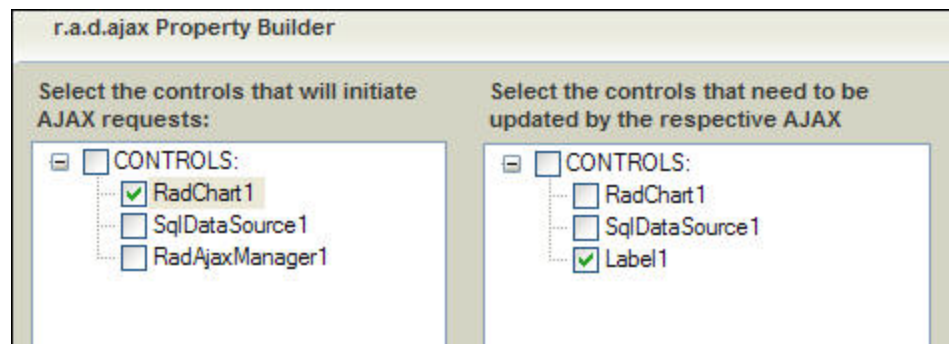 r.a.d.ajax Property Builder
Select the controls that will initiate
AJAX requests:
CONTROLS:
RadChart1
SqlDataSource1
RadAjaxManager1
Select the controls that need to be
updated by the respective AJAX
CONTROLS:
RadChart1
SqlDataSource1
Label1